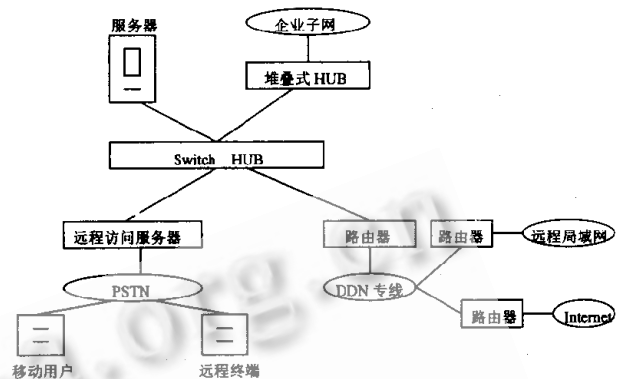 服务器
企业子网
堆叠式 HUB
Switch HUB
远程访问服务器
路由器
路由器
远程局域网
PSTN
DDN 专线
路由器
Internet
移动用户
远程终端
.org.cn